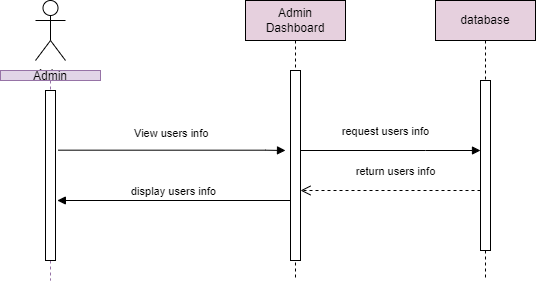 Admin
Dashboard
database
Admin
View users info
request users info
return users info
display users info